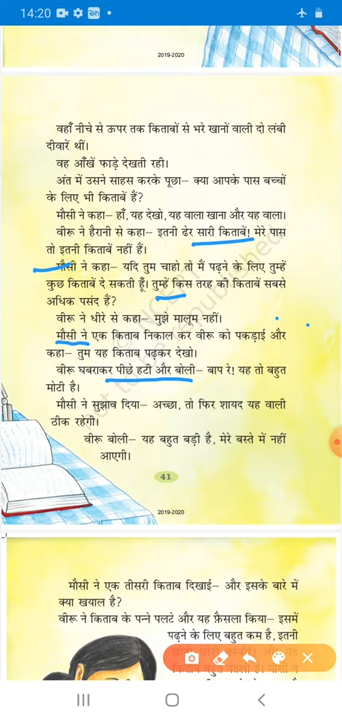 14:20
2019-2020
वहाँ नीचे से ऊपर तक किताबों से भरे खानों वाली दो लंबी
दीवारें थीं।
वह आँखें फाड़े देखती रही।
अंत में उसने साहस करके पूछा– क्या आपके पास बच्चों
के लिए भी किताबें हैं?
मौसी ने कहा– हाँ, यह देखो, यह वाला खाना और यह वाला।
वीरू ने हैरानी से कहा– इतनी ढेर सारी किताबें! मेरे पास
तो इतनी किताबें नहीं हैं।
मौसी ने कहा– यदि तुम चाहो तो मैं पढ़ने के लिए तुम्हें
कुछ किताबें दे सकती हूँ। तुम्हें किस तरह की किताबें सबसे
अधिक पसंद हैं?
वीरू ने धीरे से कहा– मुझे मालूम नहीं।
मौसी ने एक किताब निकाल कर वीरू को पकड़ाई और
कहा– तुम यह किताब पढ़कर देखो।
वीरू घबराकर पीछे हटी और बोली– बाप रे! यह तो बहुत
मोटी है।
मौसी ने सुझाव दिया– अच्छा, तो फिर शायद यह वाली
ठीक रहेगी।
वीरू बोली– यह बहुत बड़ी है, मेरे बस्ते में नहीं
आएगी।
41
2019-2020
मौसी ने एक तीसरी किताब दिखाई– और इसके बारे में
क्या खयाल है?
वीरू ने किताब के पन्ने पलटे और यह फ़ैसला किया– इसमें
पढ़ने के लिए बहुत कम है, इतनी